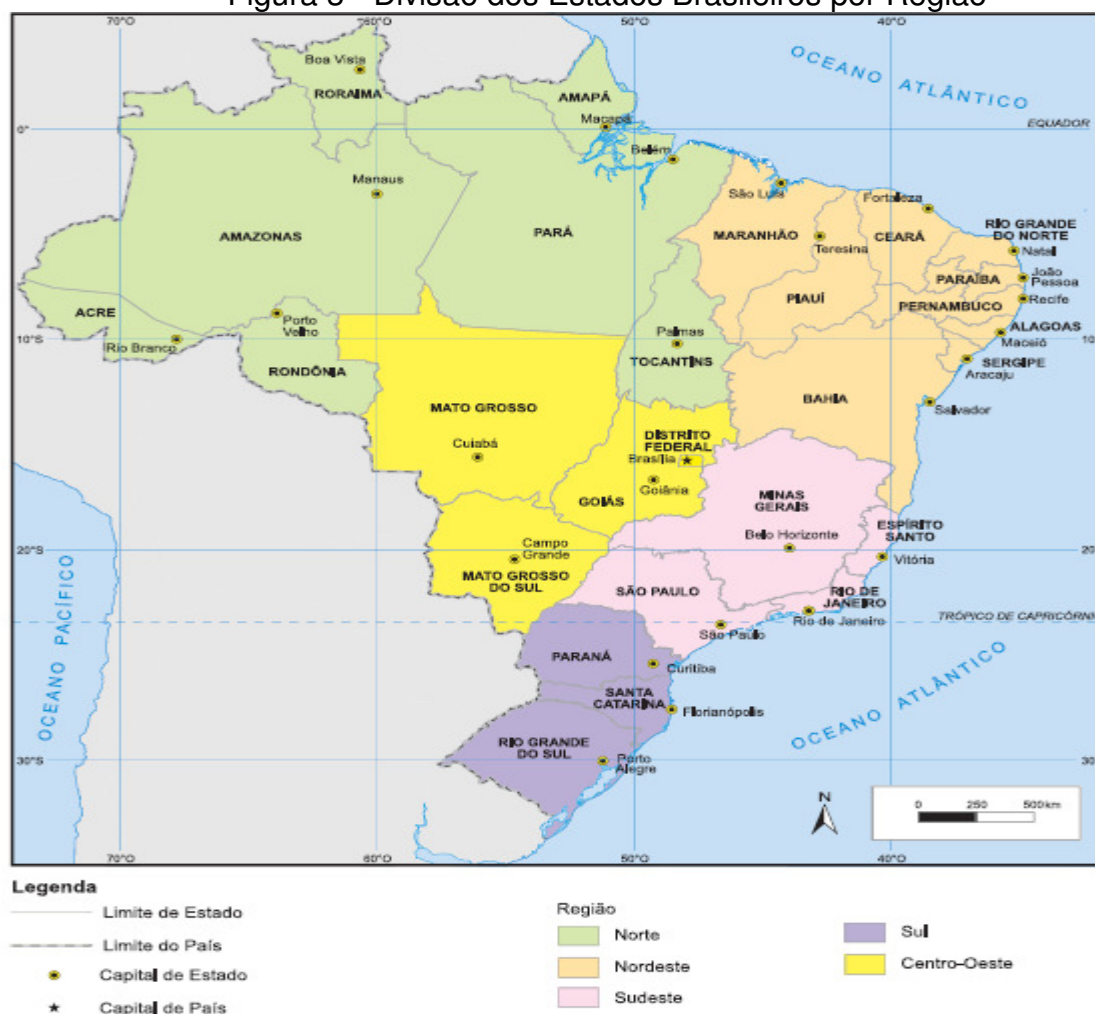 Figura 3 - Divisão dos Estados Brasileiros por Região
70°O
60°O
50°O
40°O
OCEANO ATLÂNTICO
Boa Vista
RORAIMA
AMAPÁ
Macapá
0°
EQUADOR
Belém
Manaus
São Luís
Fortaleza
AMAZONAS
PARÁ
MARANHÃO
CEARÁ
RIO GRANDE
DO NORTE
Teresina
Natal
PARAÍBA
João
Pessoa
PIAUÍ
PERNAMBUCO
Recife
ACRE
Porto
Velho
Palmas
ALAGOAS
Rio Branco
Maceió
10°S
TOCANTINS
SERGIPE
RONDÔNIA
Aracaju
MATO GROSSO
BAHIA
Salvador
Cuiabá
DISTRITO
FEDERAL
Brasília
Goiânia
GOIÁS
MINAS
GERAIS
ESPÍRITO
SANTO
Belo Horizonte
20°S
Campo
Grande
Vitória
MATO GROSSO
DO SUL
SÃO PAULO
RIO DE
JANEIRO
Rio de Janeiro
TRÓPICO DE CAPRICÓRNI
São Paulo
OCEANO PACÍFICO
PARANÁ
Curitiba
SANTA
CATARINA
Florianópolis
OCEANO ATLÂNTICO
RIO GRANDE
DO SUL
Porto
Alegre
30°S
N
0 250 500km
70°O
60°O
50°O
40°O
Legenda
Limite de Estado
Limite do País
Capital de Estado
Capital de País
Região
Norte
Nordeste
Sudeste
Sul
Centro-Oeste